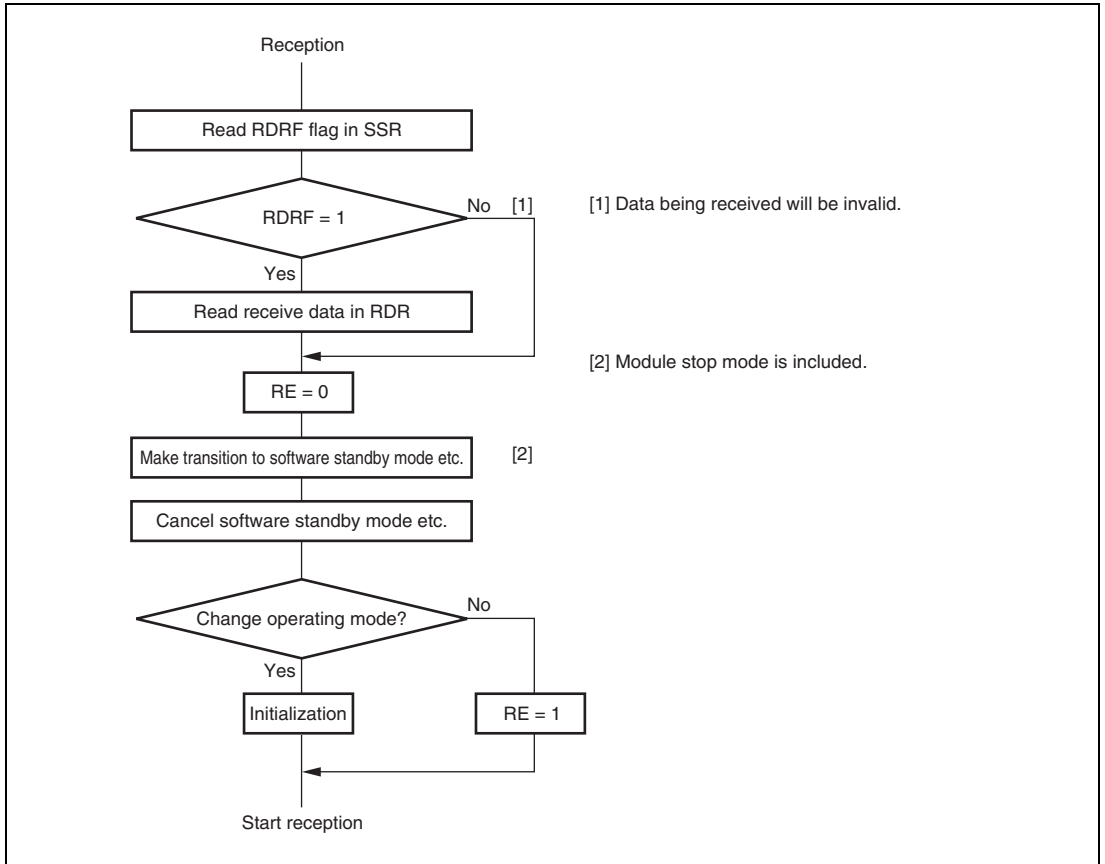 Reception
Read RDRF flag in SSR
RDRF = 1
No [1]
[1] Data being received will be invalid.
Yes
Read receive data in RDR
[2] Module stop mode is included.
RE = 0
Make transition to software standby mode etc.
[2]
Cancel software standby mode etc.
Change operating mode?
No
Yes
Initialization
RE = 1
Start reception